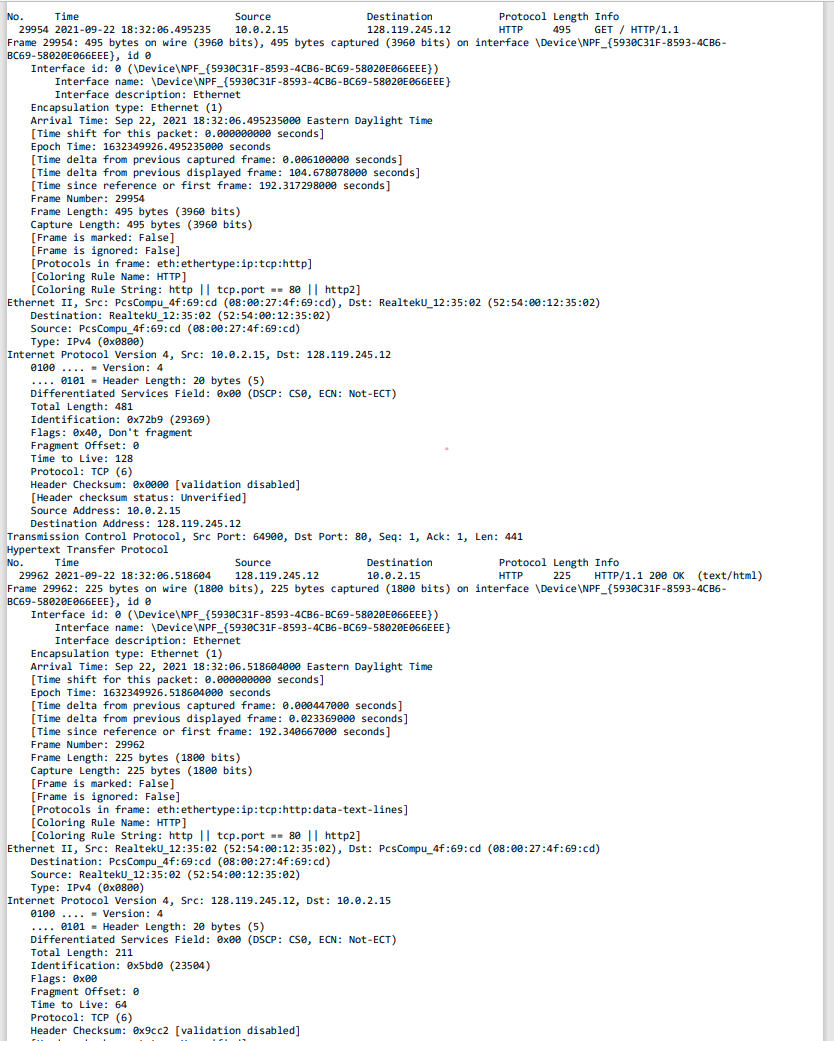 No. Time Source Destination Protocol Length Info
29954 2021-09-22 18:32:06.495235 10.0.2.15 128.119.245.12 HTTP 495 GET / HTTP/1.1
Frame 29954: 495 bytes on wire (3960 bits), 495 bytes captured (3960 bits) on interface \Device\NPF_{5930C31F-8593-4CB6-
BC69-58020E066EEE}, id 0
Interface id: 0 (\Device\NPF_{5930C31F-8593-4CB6-BC69-58020E066EEE})
Interface name: \Device\NPF_{5930C31F-8593-4CB6-BC69-58020E066EEE}
Interface description: Ethernet
Encapsulation type: Ethernet (1)
Arrival Time: Sep 22, 2021 18:32:06.495235000 Eastern Daylight Time
[Time shift for this packet: 0.000000000 seconds]
Epoch Time: 1632349926.495235000 seconds
[Time delta from previous captured frame: 0.006100000 seconds]
[Time delta from previous displayed frame: 104.678078000 seconds]
[Time since reference or first frame: 192.317298000 seconds]
Frame Number: 29954
Frame Length: 495 bytes (3960 bits)
Capture Length: 495 bytes (3960 bits)
[Frame is marked: False]
[Frame is ignored: False]
[Protocols in frame: eth:ethertype:ip:tcp:http]
[Coloring Rule Name: HTTP]
[Coloring Rule String: http || tcp.port == 80 || http2]
Ethernet II, Src: PcsCompu_4f:69:cd (08:00:27:4f:69:cd), Dst: RealtekU_12:35:02 (52:54:00:12:35:02)
Destination: RealtekU_12:35:02 (52:54:00:12:35:02)
Source: PcsCompu_4f:69:cd (08:00:27:4f:69:cd)
Type: IPv4 (0x0800)
Internet Protocol Version 4, Src: 10.0.2.15, Dst: 128.119.245.12
0100 .... = Version: 4
.... 0101 = Header Length: 20 bytes (5)
Differentiated Services Field: 0x00 (DSCP: CS0, ECN: Not-ECT)
Total Length: 481
Identification: 0x72b9 (29369)
Flags: 0x40, Don't fragment
Fragment Offset: 0
Time to Live: 128
Protocol: TCP (6)
Header Checksum: 0x0000 [validation disabled]
[Header checksum status: Unverified]
Source Address: 10.0.2.15
Destination Address: 128.119.245.12
Transmission Control Protocol, Src Port: 64900, Dst Port: 80, Seq: 1, Ack: 1, Len: 441
Hypertext Transfer Protocol
No. Time Source Destination Protocol Length Info
29962 2021-09-22 18:32:06.518604 128.119.245.12 10.0.2.15 HTTP 225 HTTP/1.1 200 OK (text/html)
Frame 29962: 225 bytes on wire (1800 bits), 225 bytes captured (1800 bits) on interface \Device\NPF_{5930C31F-8593-4CB6-
BC69-58020E066EEE}, id 0
Interface id: 0 (\Device\NPF_{5930C31F-8593-4CB6-BC69-58020E066EEE})
Interface name: \Device\NPF_{5930C31F-8593-4CB6-BC69-58020E066EEE}
Interface description: Ethernet
Encapsulation type: Ethernet (1)
Arrival Time: Sep 22, 2021 18:32:06.518604000 Eastern Daylight Time
[Time shift for this packet: 0.000000000 seconds]
Epoch Time: 1632349926.518604000 seconds
[Time delta from previous captured frame: 0.000447000 seconds]
[Time delta from previous displayed frame: 0.023369000 seconds]
[Time since reference or first frame: 192.340667000 seconds]
Frame Number: 29962
Frame Length: 225 bytes (1800 bits)
Capture Length: 225 bytes (1800 bits)
[Frame is marked: False]
[Frame is ignored: False]
[Protocols in frame: eth:ethertype:ip:tcp:http:data-text-lines]
[Coloring Rule Name: HTTP]
[Coloring Rule String: http || tcp.port == 80 || http2]
Ethernet II, Src: RealtekU_12:35:02 (52:54:00:12:35:02), Dst: PcsCompu_4f:69:cd (08:00:27:4f:69:cd)
Destination: PcsCompu_4f:69:cd (08:00:27:4f:69:cd)
Source: RealtekU_12:35:02 (52:54:00:12:35:02)
Type: IPv4 (0x0800)
Internet Protocol Version 4, Src: 128.119.245.12, Dst: 10.0.2.15
0100 .... = Version: 4
.... 0101 = Header Length: 20 bytes (5)
Differentiated Services Field: 0x00 (DSCP: CS0, ECN: Not-ECT)
Total Length: 211
Identification: 0x5bd0 (23504)
Flags: 0x00
Fragment Offset: 0
Time to Live: 64
Protocol: TCP (6)
Header Checksum: 0x9cc2 [validation disabled]